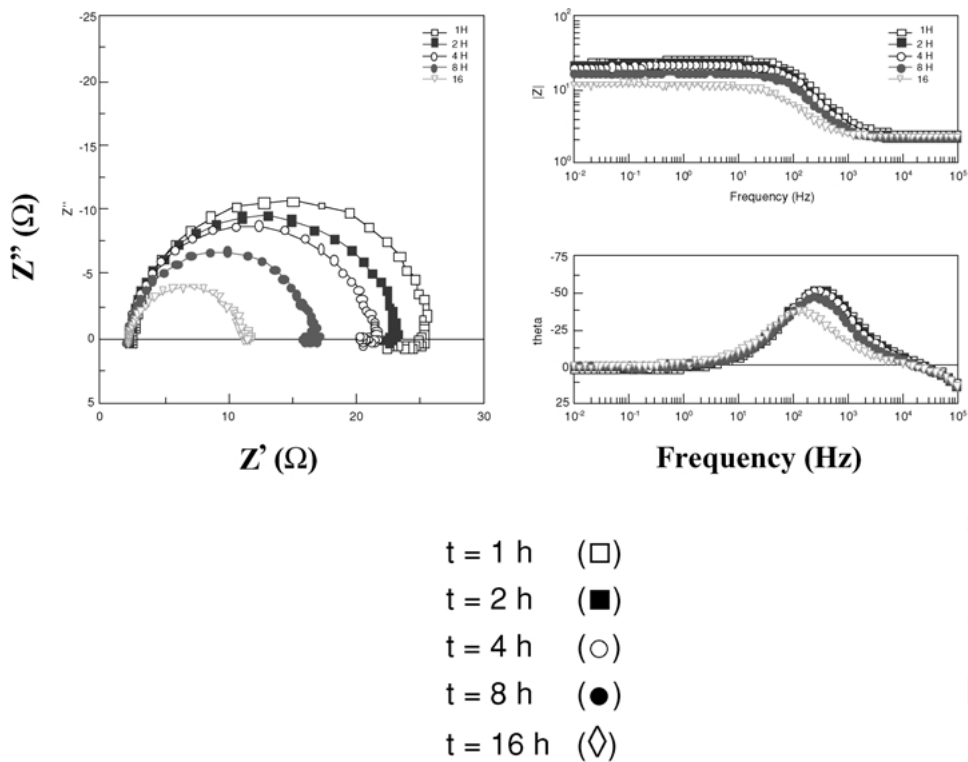 -25
-20
-15
-10
-5
0
5
0
10
20
30
Z'' (Ω)
Z''
Z' (Ω)
1H
2 H
4 H
8 H
16
10²
10¹
10⁰
|Z|
10⁻² 10⁻¹ 10⁰ 10¹ 10² 10³ 10⁴ 10⁵
Frequency (Hz)
1H
2 H
4 H
8 H
16
-75
-50
-25
0
25
theta
10⁻² 10⁻¹ 10⁰ 10¹ 10² 10³ 10⁴ 10⁵
Frequency (Hz)
t = 1 h (□)
t = 2 h (■)
t = 4 h (○)
t = 8 h (●)
t = 16 h (◊)